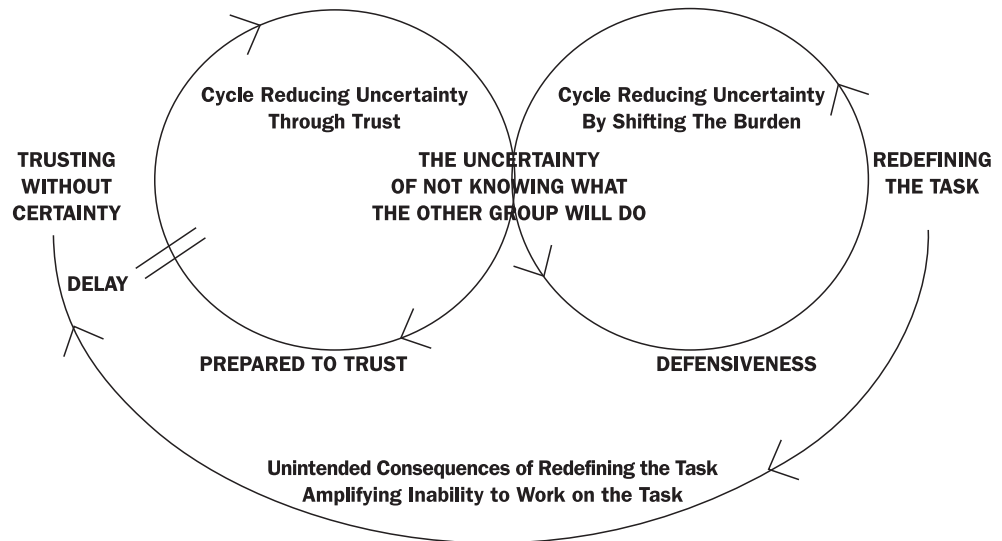 Cycle Reducing Uncertainty
Through Trust
Cycle Reducing Uncertainty
By Shifting The Burden
TRUSTING
WITHOUT
CERTAINTY
THE UNCERTAINTY
OF NOT KNOWING WHAT
THE OTHER GROUP WILL DO
REDEFINING
THE TASK
DELAY
PREPARED TO TRUST
DEFENSIVENESS
Unintended Consequences of Redefining the Task
Amplifying Inability to Work on the Task